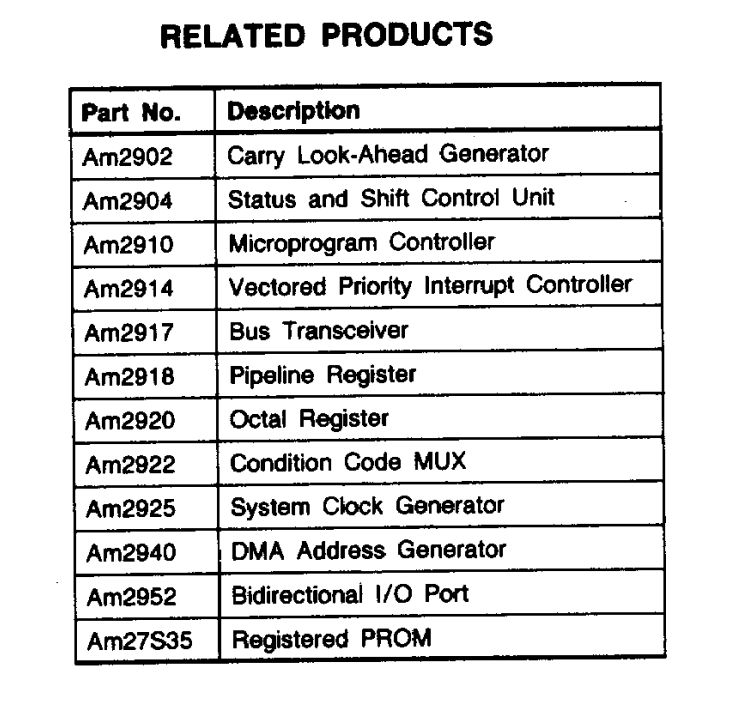 RELATED PRODUCTS
Part No. Description
Am2902 Carry Look-Ahead Generator
Am2904 Status and Shift Control Unit
Am2910 Microprogram Controller
Am2914 Vectored Priority Interrupt Controller
Am2917 Bus Transceiver
Am2918 Pipeline Register
Am2920 Octal Register
Am2922 Condition Code MUX
Am2925 System Clock Generator
Am2940 DMA Address Generator
Am2952 Bidirectional I/O Port
Am27S35 Registered PROM